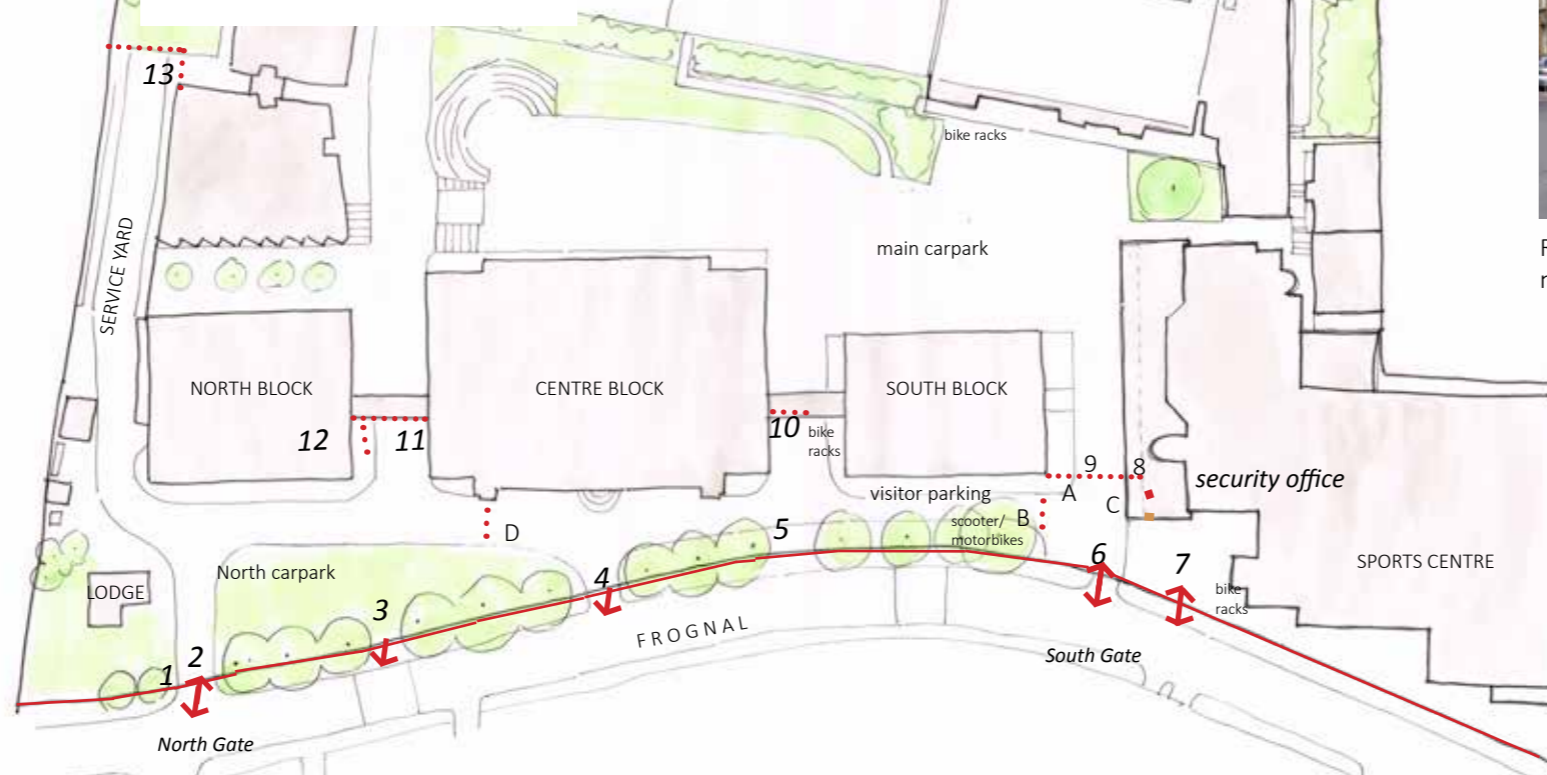 13
bike racks
SERVICE YARD
main carpark
NORTH BLOCK
CENTRE BLOCK
SOUTH BLOCK
12
11
10
bike
racks
9
8
security office
visitor parking
A
C
B
scooter/
motorbikes
D
5
6
7
SPORTS CENTRE
North carpark
4
LODGE
3
bike
racks
FROGNAL
2
1
South Gate
North Gate